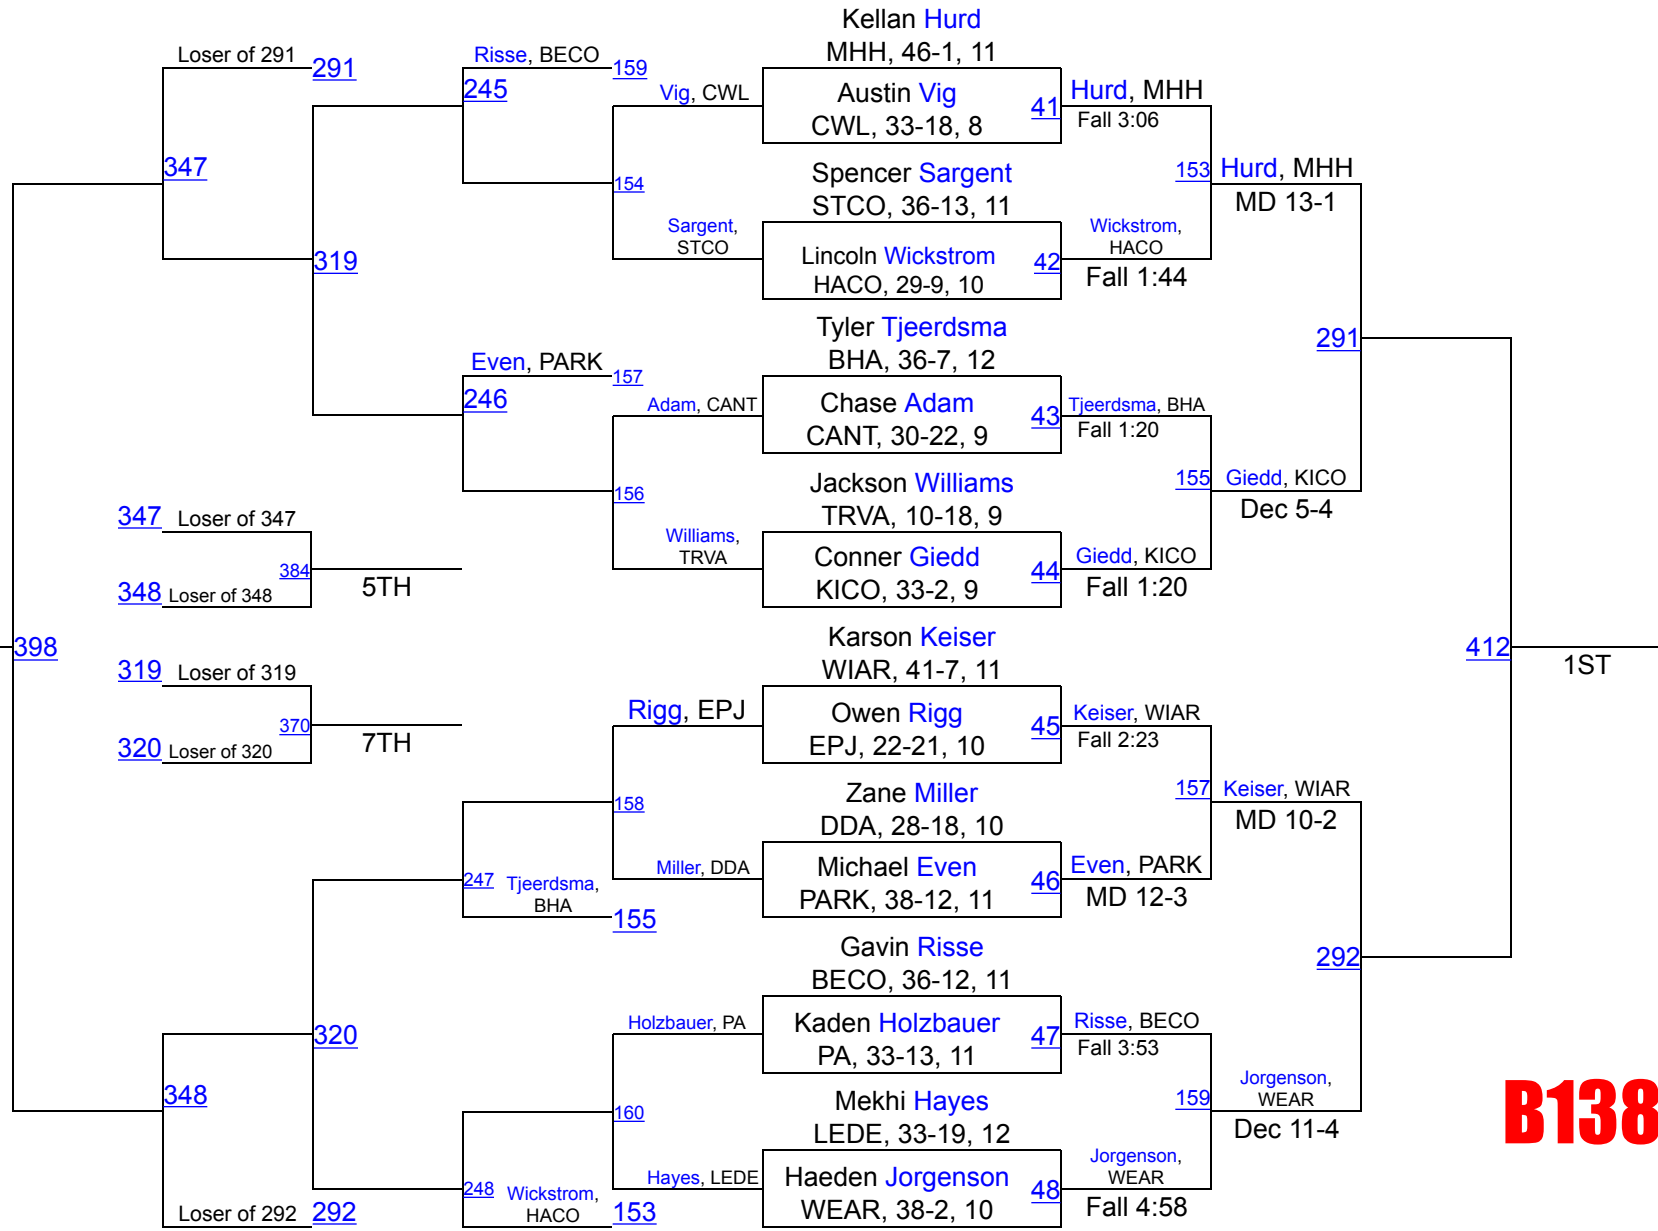 Kellan Hurd
MHH, 46-1, 11
Loser of 291 291
Risse, BECO 159
245
Vig, CWL
Austin Vig
CWL, 33-18, 8
41
Hurd, MHH
Fall 3:06
347
154
Spencer Sargent
STCO, 36-13, 11
153 Hurd, MHH
MD 13-1
Sargent,
STCO
Lincoln Wickstrom
HACO, 29-9, 10
42
Wickstrom,
HACO
Fall 1:44
319
Tyler Tjeerdsma
BHA, 36-7, 12
291
Even, PARK 157
246
Adam, CANT
Chase Adam
CANT, 30-22, 9
43
Tjeerdsma, BHA
Fall 1:20
156
Jackson Williams
TRVA, 10-18, 9
155 Giedd, KICO
Dec 5-4
347 Loser of 347
Williams,
TRVA
Conner Giedd
KICO, 33-2, 9
44
Giedd, KICO
Fall 1:20
384
5TH
348 Loser of 348
Karson Keiser
WIAR, 41-7, 11
398
412
1ST
319 Loser of 319
Rigg, EPJ
Owen Rigg
EPJ, 22-21, 10
45
Keiser, WIAR
Fall 2:23
370
7TH
320 Loser of 320
158
Zane Miller
DDA, 28-18, 10
157 Keiser, WIAR
MD 10-2
Miller, DDA
Michael Even
PARK, 38-12, 11
46
Even, PARK
MD 12-3
247 Tjeerdsma,
BHA
155
Gavin Risse
BECO, 36-12, 11
292
320
Holzbauer, PA
Kaden Holzbauer
PA, 33-13, 11
47
Risse, BECO
Fall 3:53
348
160
Mekhi Hayes
LEDE, 33-19, 12
159
Jorgenson,
WEAR
Dec 11-4
B138
Hayes, LEDE
Haeden Jorgenson
WEAR, 38-2, 10
48
Jorgenson,
WEAR
Fall 4:58
248 Wickstrom,
HACO
153
Loser of 292 292